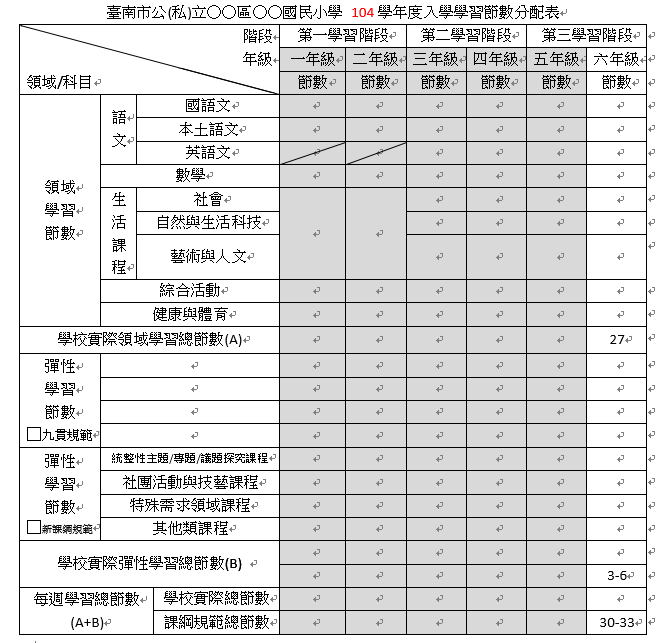 臺南市公(私)立〇〇區〇〇國民小學 104 學年度入學學習節數分配表
階段
年級
領域/科目
第一學習階段 第二學習階段 第三學習階段
一年級 二年級 三年級 四年級 五年級 六年級
節數 節數 節數 節數 節數 節數
領域
學習
節數
語
文
國語文
本土語文
英語文
數學
生
活
課
程
社會
自然與生活科技
藝術與人文
綜合活動
健康與體育
學校實際領域學習總節數(A) 27
彈性
學習
節數
□九貫規範
彈性
學習
節數
□新課綱規範
統整性主題/專題/議題探究課程
社團活動與技藝課程
特殊需求領域課程
其他類課程
學校實際彈性學習總節數(B)
3-6
每週學習總節數
(A+B)
學校實際總節數
課綱規範總節數 30-33